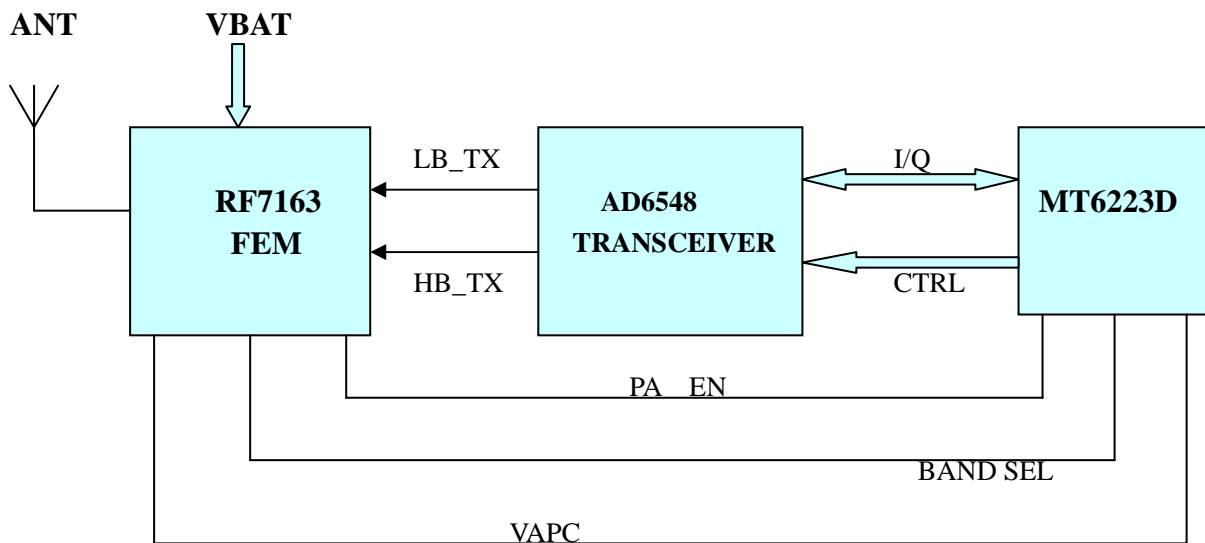 ANT
VBAT
RF7163
FEM
LB_TX
HB_TX
AD6548
TRANSCEIVER
I/Q
CTRL
MT6223D
PA EN
BAND SEL
VAPC